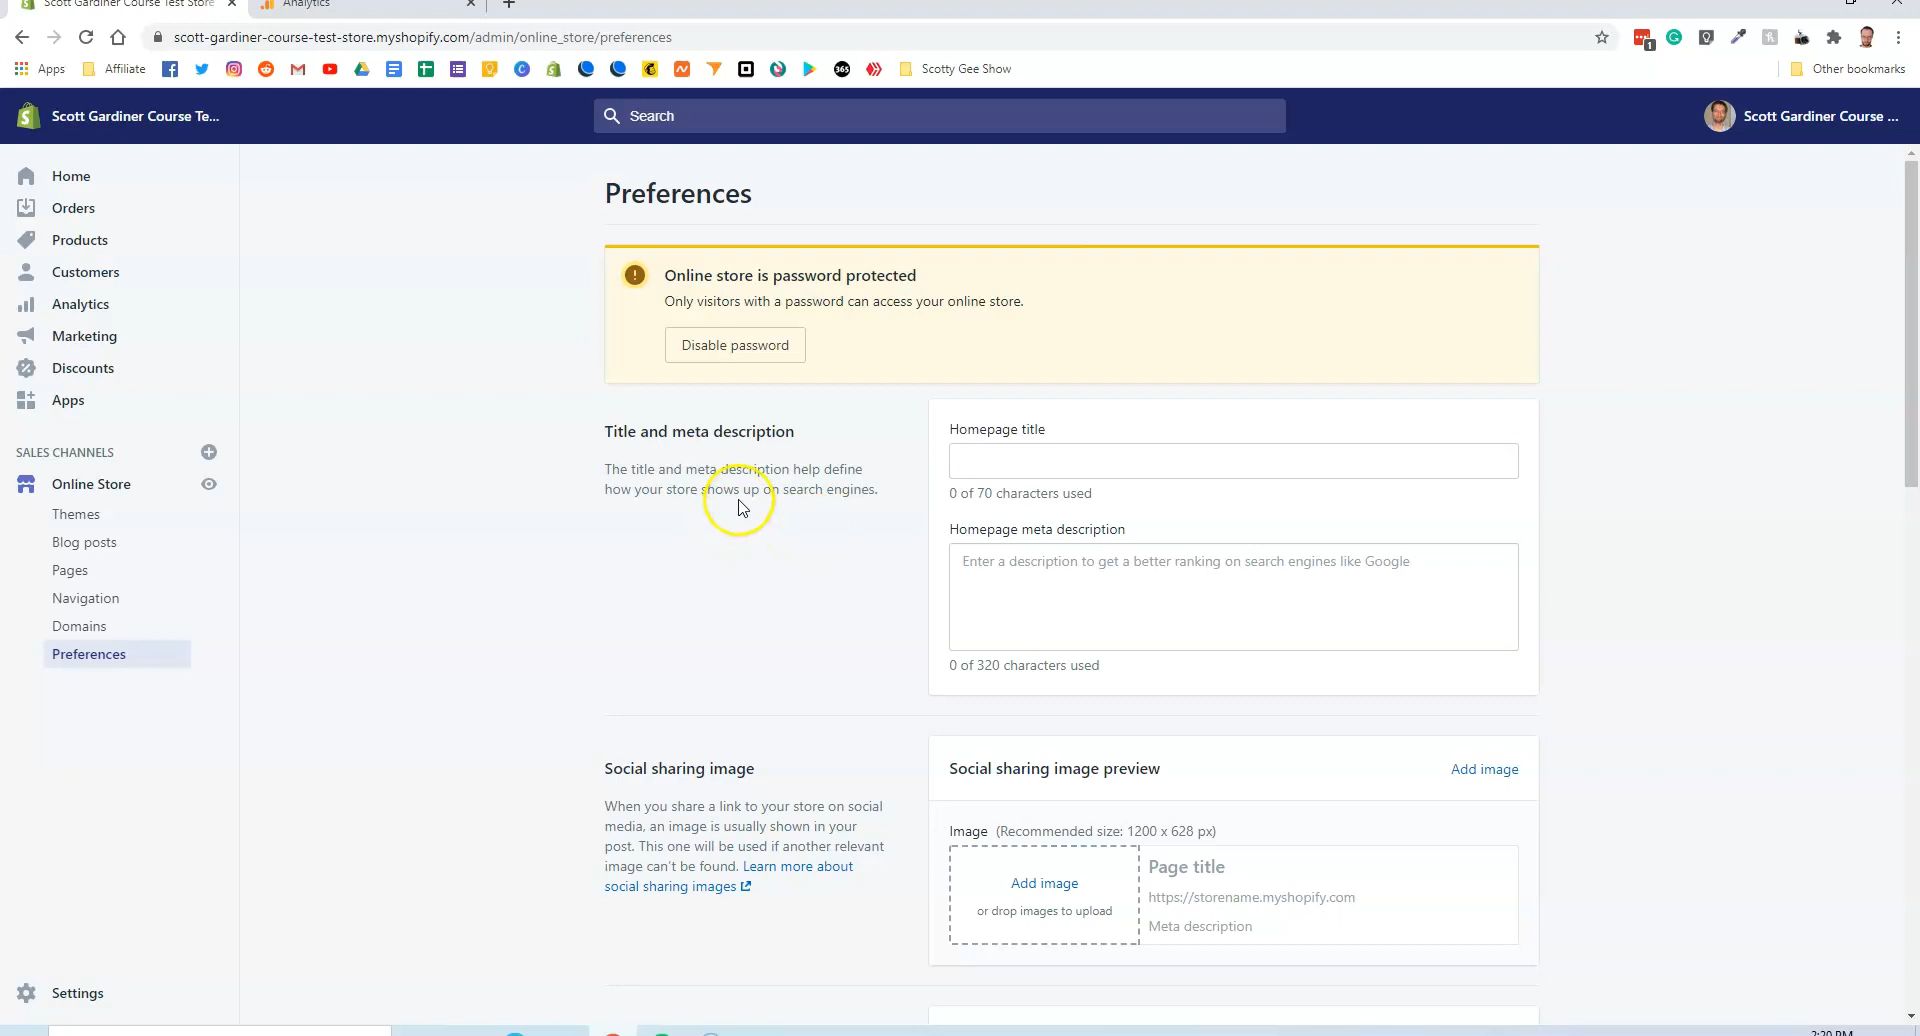 Scott Gardiner Course Test Store
Analytics
scott-gardiner-course-test-store.myshopify.com/admin/online_store/preferences
1
Apps
Affiliate
365
Scotty Gee Show
Other bookmarks
Scott Gardiner Course Te...
Search
Scott Gardiner Course ...
Home
Orders
Products
Customers
Analytics
Marketing
Discounts
Apps
SALES CHANNELS
Online Store
Themes
Blog posts
Pages
Navigation
Domains
Preferences
Settings
Preferences
Online store is password protected
Only visitors with a password can access your online store.
Disable password
Title and meta description
The title and meta description help define
how your store shows up on search engines.
Homepage title
0 of 70 characters used
Homepage meta description
Enter a description to get a better ranking on search engines like Google
0 of 320 characters used
Social sharing image
When you share a link to your store on social
media, an image is usually shown in your
post. This one will be used if another relevant
image can't be found. Learn more about
social sharing images
Social sharing image preview
Add image
Image (Recommended size: 1200 x 628 px)
Add image
or drop images to upload
Page title
https://storename.myshopify.com
Meta description
2:20 PM